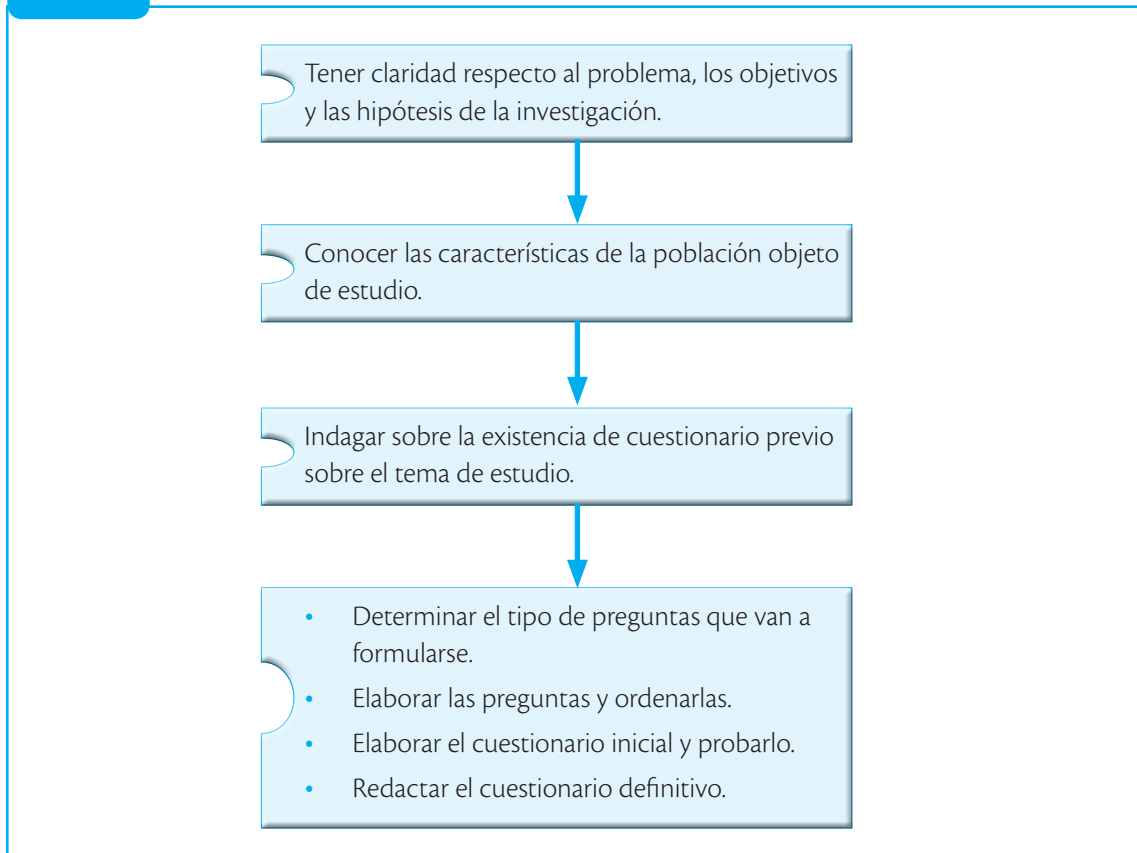 Tener claridad respecto al problema, los objetivos
y las hipótesis de la investigación.
Conocer las características de la población objeto
de estudio.
Indagar sobre la existencia de cuestionario previo
sobre el tema de estudio.
• Determinar el tipo de preguntas que van a
formularse.
• Elaborar las preguntas y ordenarlas.
• Elaborar el cuestionario inicial y probarlo.
• Redactar el cuestionario definitivo.